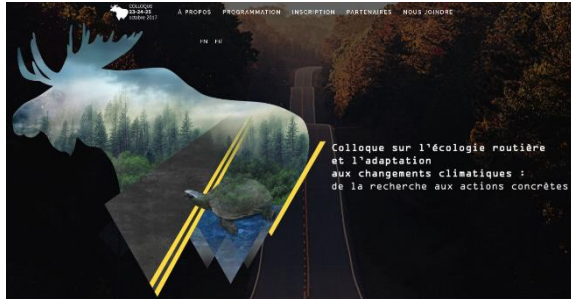 COLLOQUE
23-24-25
octobre 2017
À PROPOS PROGRAMMATION INSCRIPTION PARTENAIRES NOUS JOINDRE
EN FR
Colloque sur l'écologie routière
et l'adaptation
aux changements climatiques :
de la recherche aux actions concrètes